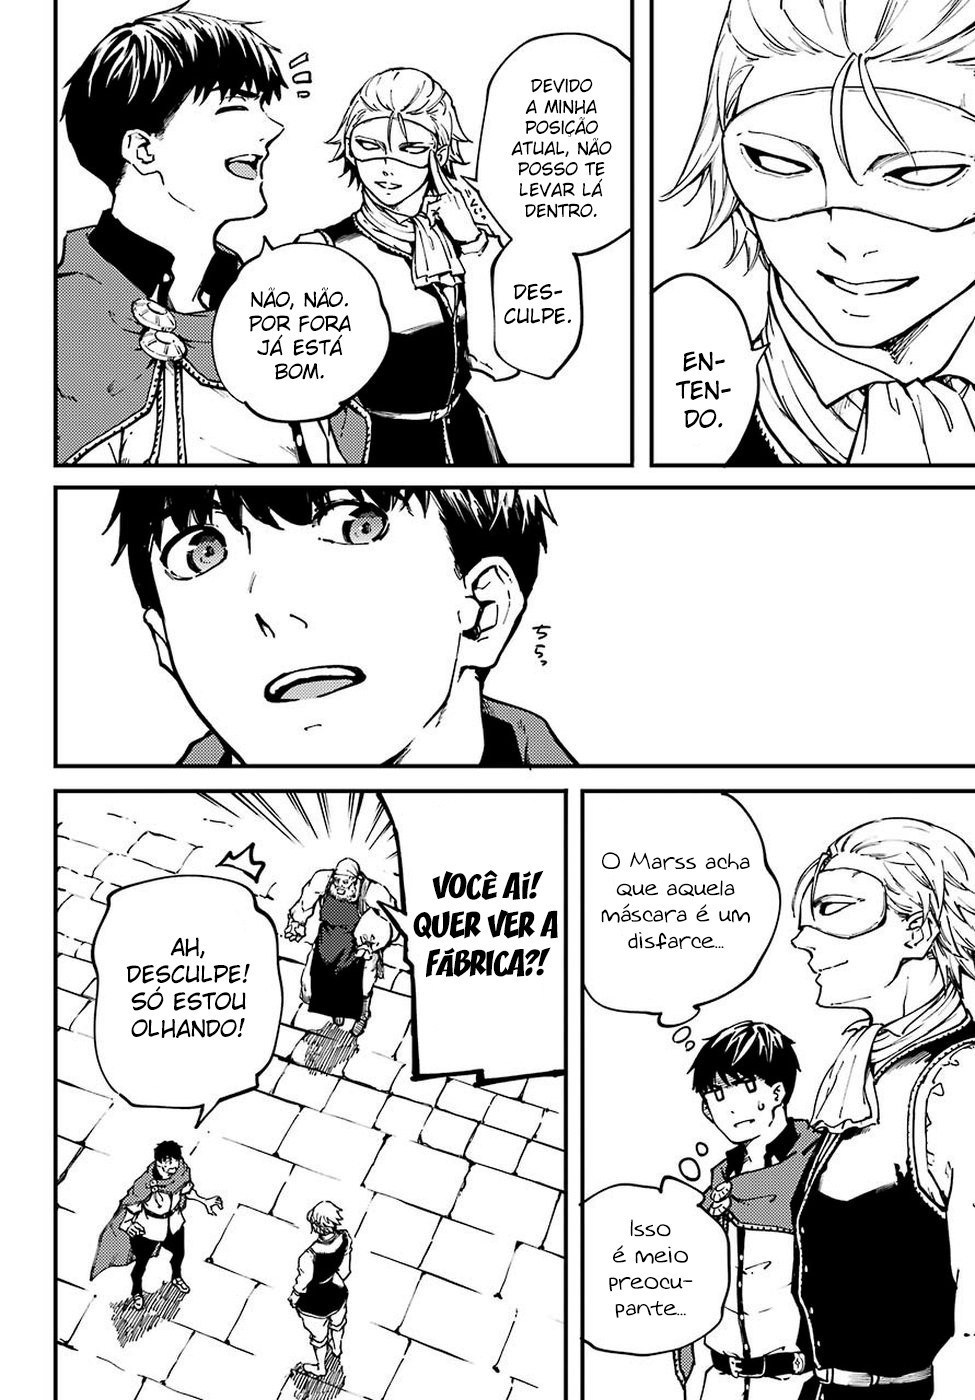 EN-
TEN-
DO.
DEVIDO
A MINHA
POSIÇÃO
ATUAL, NÃO
POSSO TE
LEVAR LÁ
DENTRO.
DES-
CULPE.
NÃO, NÃO.
POR FORA
JÁ ESTÁ
BOM.
ちら
O Marss acha
que aquela
máscara é um
disfarce...
Isso
é meio
preocu-
pante...
VOCÊ AÍ!
QUER VER A
FÁBRICA?!
AH,
DESCULPE!
SÓ ESTOU
OLHANDO!